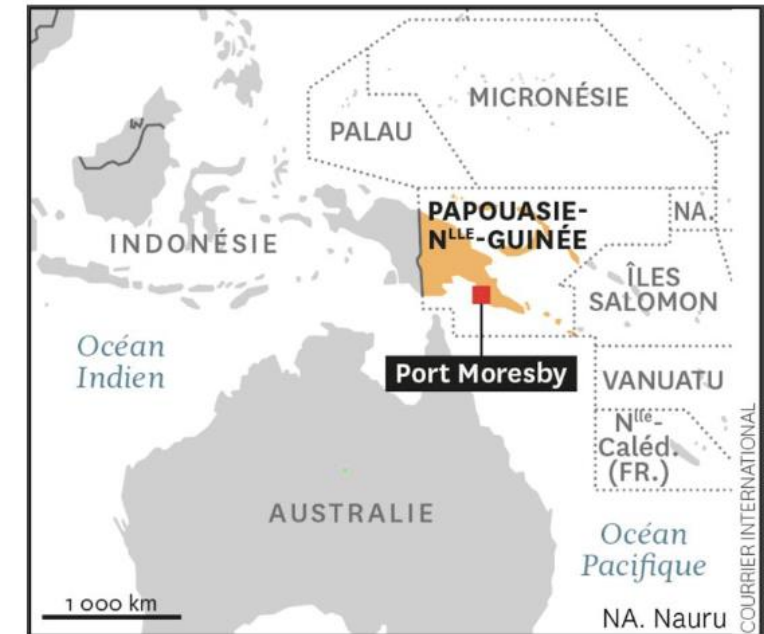 MICRONÉSIE
PALAU
PAPOUASIE-
NLLE-GUINÉE
NA.
INDONÉSIE
ÎLES
SALOMON
Océan
Indien
Port Moresby
VANUATU
Nlle-
Caléd.
(FR.)
AUSTRALIE
Océan
Pacifique
1 000 km
NA. Nauru
COURRIER INTERNATIONAL